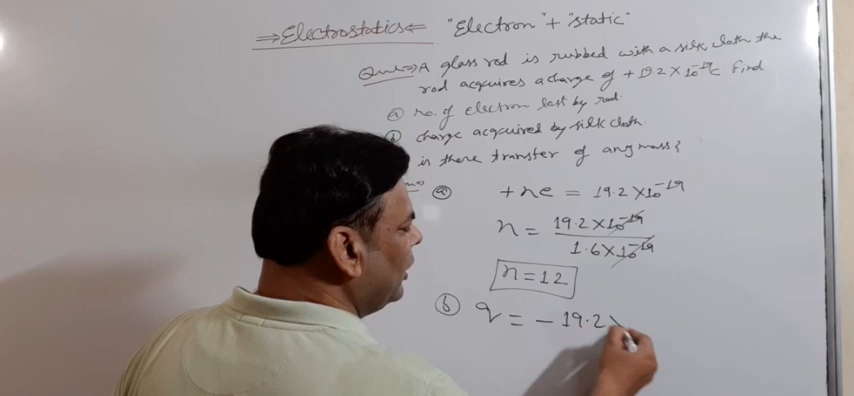 ⇒Electrostatics⇐ "Electron" + "static"
Ques⇒ A glass rod is rubbed with a silk cloth the
rod acquires a charge of + 19.2 × 10⁻¹⁹c find
ⓐ no. of electron lost by rod.
ⓑ charge acquired by silk cloth.
is there transfer of any mass?
ⓐ +ne = 19.2 × 10⁻¹⁹
n = 19.2 × 10⁻¹⁹ / 1.6 × 10⁻¹⁹
n = 12
ⓑ q = − 19.2 ×